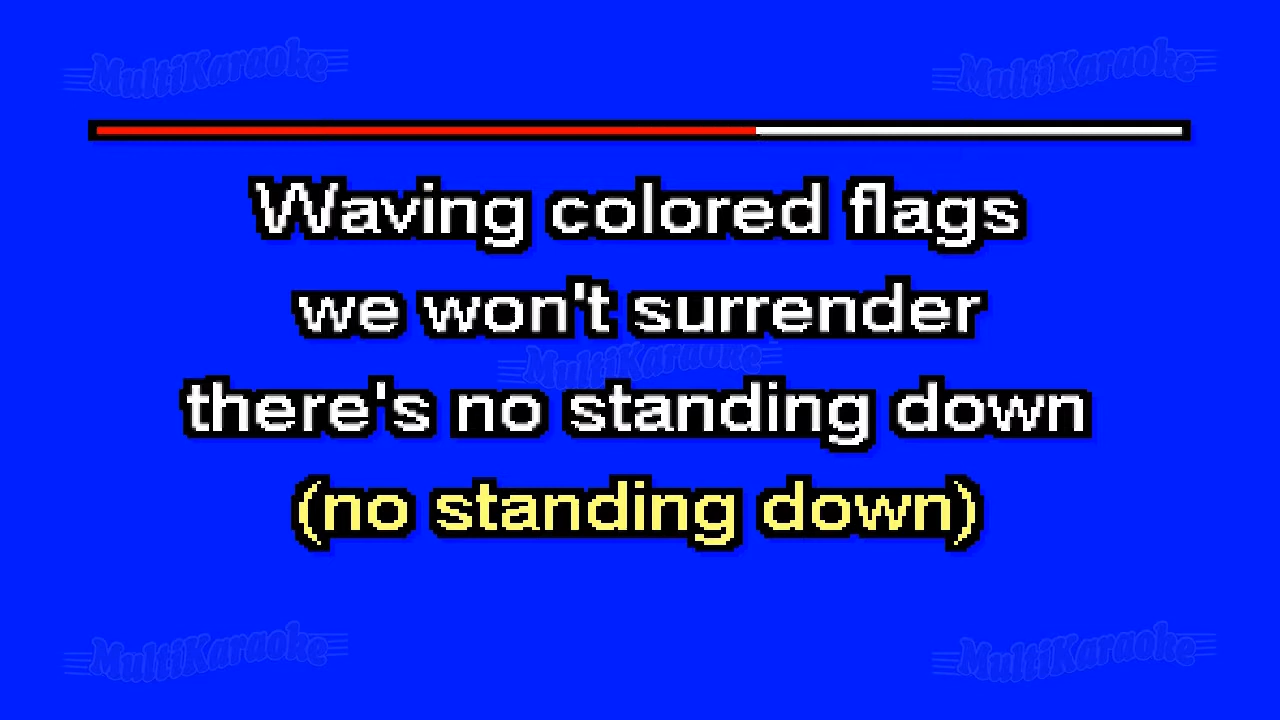 MultiKaraoke MultiKaraoke
Waving colored flags
we won't surrender
MultiKaraoke
there's no standing down
(no standing down)
MultiKaraoke MultiKaraoke